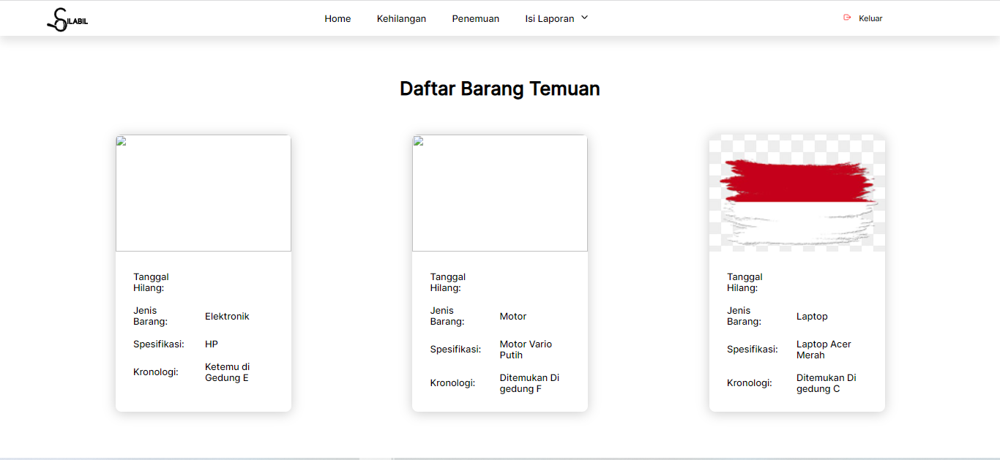 SILABIL
Home Kehilangan Penemuan Isi Laporan Keluar
Daftar Barang Temuan
Tanggal
Hilang:
Jenis
Barang:
Elektronik
Spesifikasi:
HP
Kronologi:
Ketemu di
Gedung E
Tanggal
Hilang:
Jenis
Barang:
Motor
Spesifikasi:
Motor Vario
Putih
Kronologi:
Ditemukan Di
gedung F
Tanggal
Hilang:
Jenis
Barang:
Laptop
Spesifikasi:
Laptop Acer
Merah
Kronologi:
Ditemukan Di
gedung C